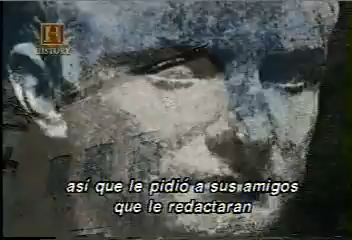 H
HISTORY
así que le pidió a sus amigos
que le redactaran